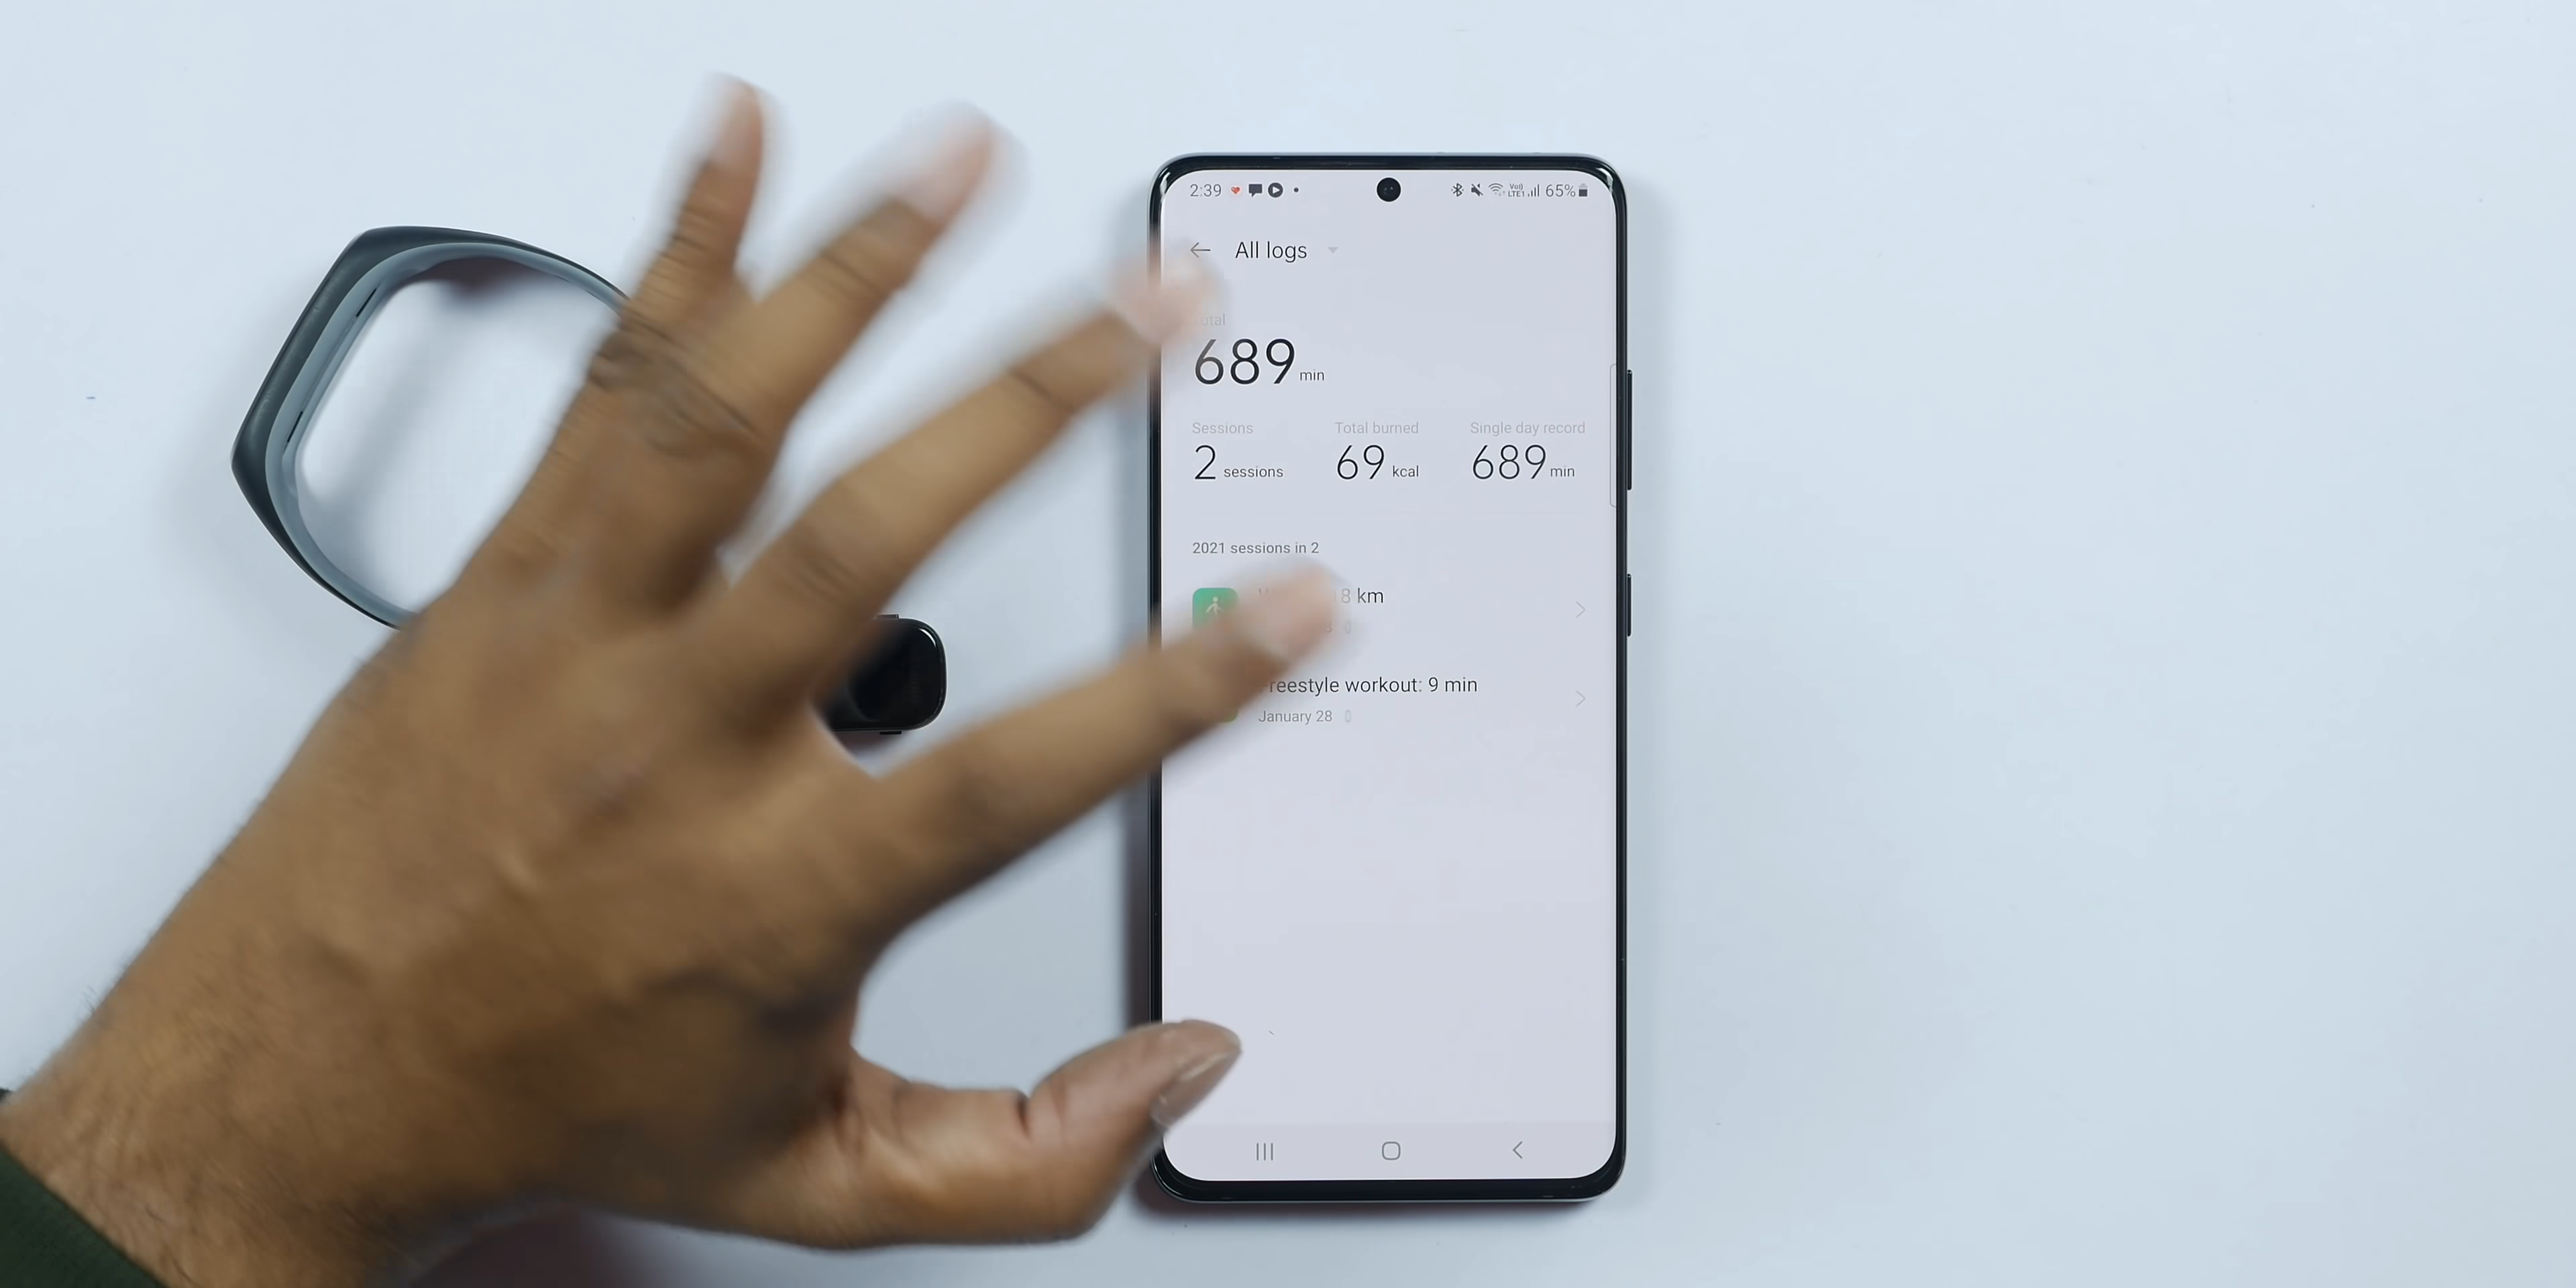 2:39 65%
All logs
689 min
Sessions Total burned Single day record
2 sessions 69 kcal 689 min
2021 sessions in 2
8 km
reestyle workout: 9 min
January 28